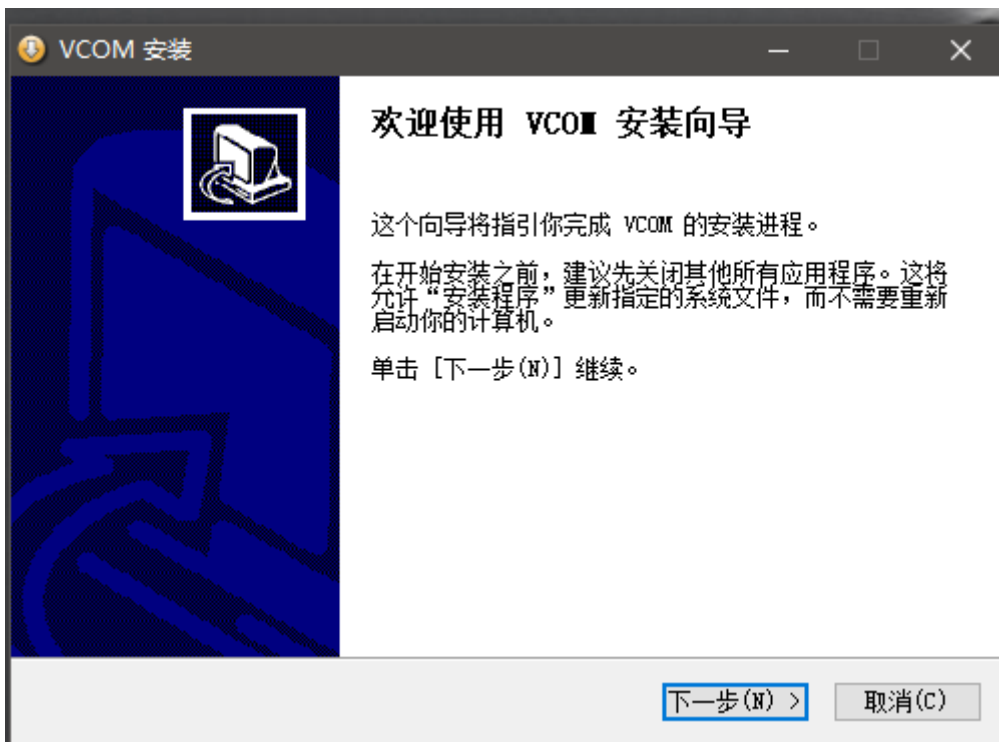 VCOM 安装
欢迎使用 VCOM 安装向导
这个向导将指引你完成 VCOM 的安装进程。
在开始安装之前，建议先关闭其他所有应用程序。这将
允许“安装程序”更新指定的系统文件，而不需要重新
启动你的计算机。
单击 [下一步(N)] 继续。
下一步(N) >
取消(C)